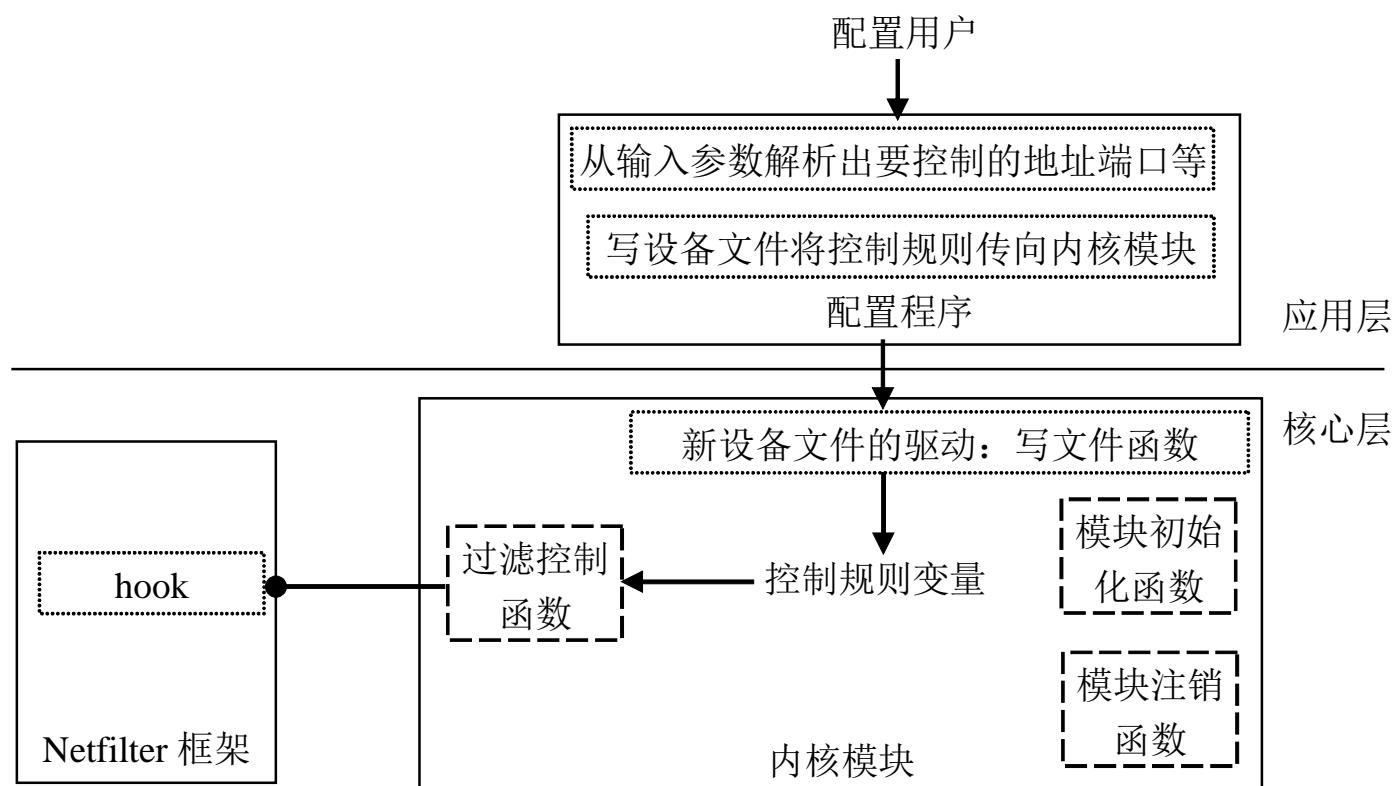 配置用户
从输入参数解析出要控制的地址端口等
写设备文件将控制规则传向内核模块
配置程序
应用层
核心层
新设备文件的驱动：写文件函数
模块初始
化函数
过滤控制
函数
控制规则变量
hook
模块注销
函数
Netfilter 框架
内核模块